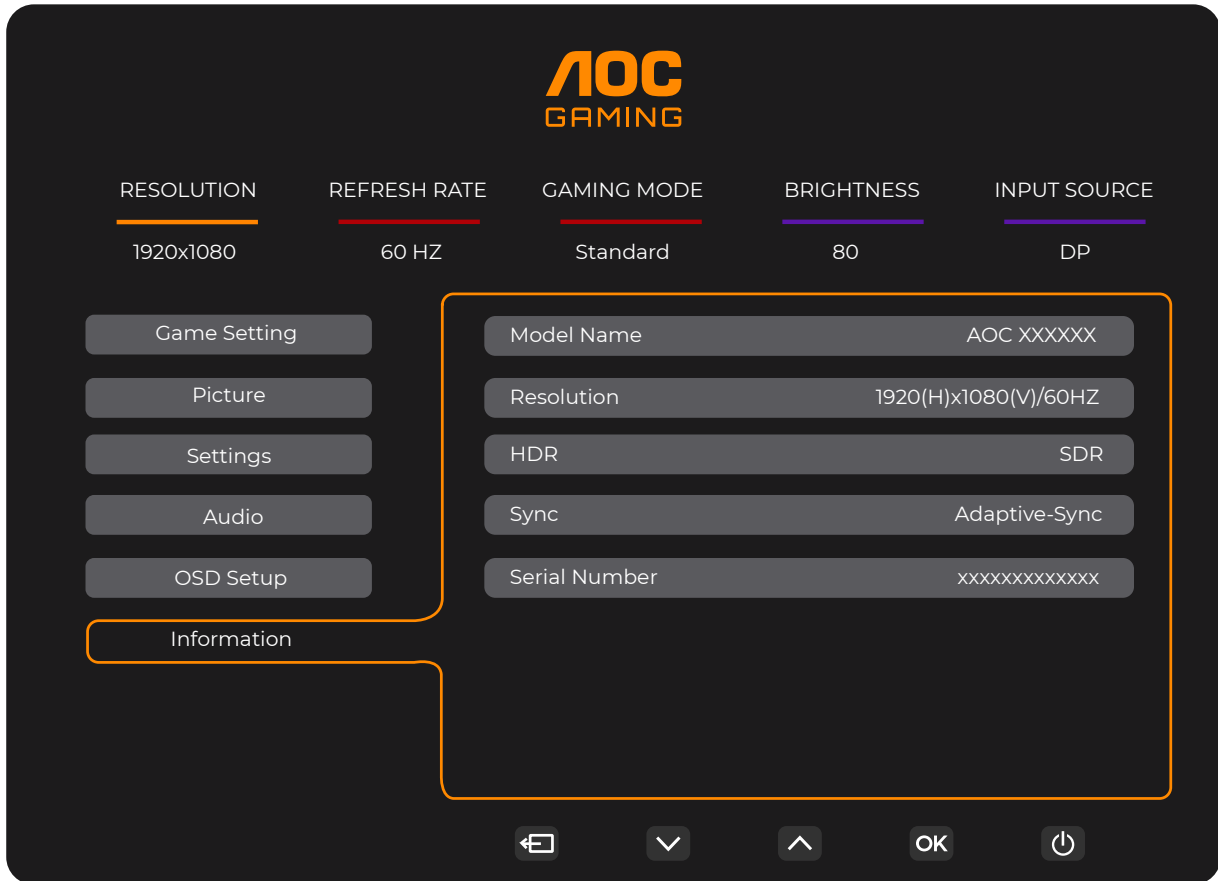 AOC
GAMING
RESOLUTION REFRESH RATE GAMING MODE BRIGHTNESS INPUT SOURCE
1920x1080 60 HZ Standard 80 DP
Game Setting
Picture
Settings
Audio
OSD Setup
Information
Model Name AOC XXXXXX
Resolution 1920(H)x1080(V)/60HZ
HDR SDR
Sync Adaptive-Sync
Serial Number xxxxxxxxxxxxx
OK